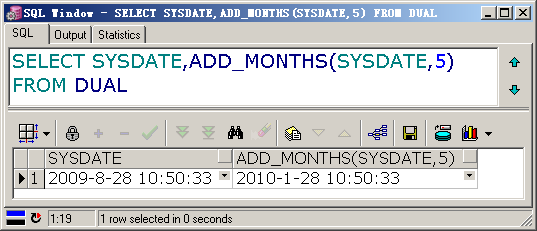 SQL Window - SELECT SYSDATE,ADD_MONTHS(SYSDATE,5) FROM DUAL
SQL Output Statistics
SELECT SYSDATE,ADD_MONTHS(SYSDATE,5)
FROM DUAL
SYSDATE ADD_MONTHS(SYSDATE,5)
1 2009-8-28 10:50:33 2010-1-28 10:50:33
1:19 1 row selected in 0 seconds